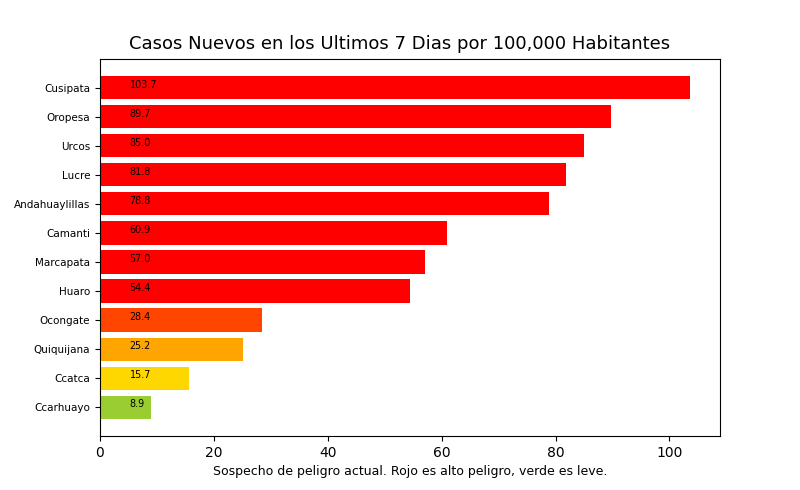 Casos Nuevos en los Ultimos 7 Dias por 100,000 Habitantes
Cusipata 103.7
Oropesa 89.7
Urcos 85.0
Lucre 81.8
Andahuaylillas 78.8
Camanti 60.9
Marcapata 57.0
Huaro 54.4
Ocongate 28.4
Quiquijana 25.2
Ccatca 15.7
Ccarhuayo 8.9
0 20 40 60 80 100
Sospecho de peligro actual. Rojo es alto peligro, verde es leve.